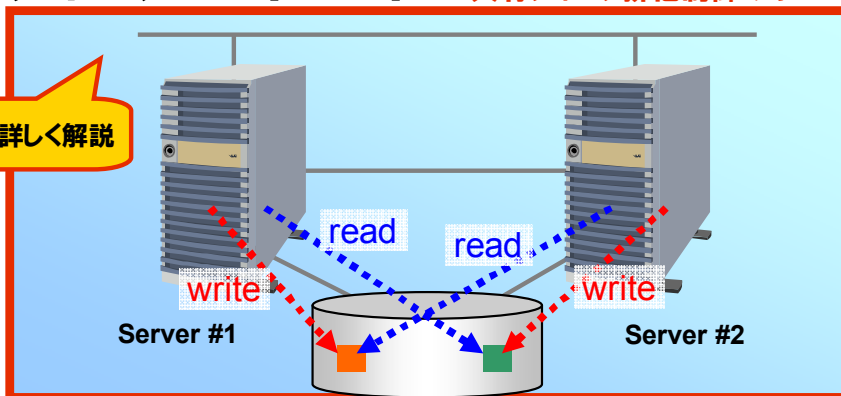 詳しく解説
read
read
write
write
Server #1
Server #2